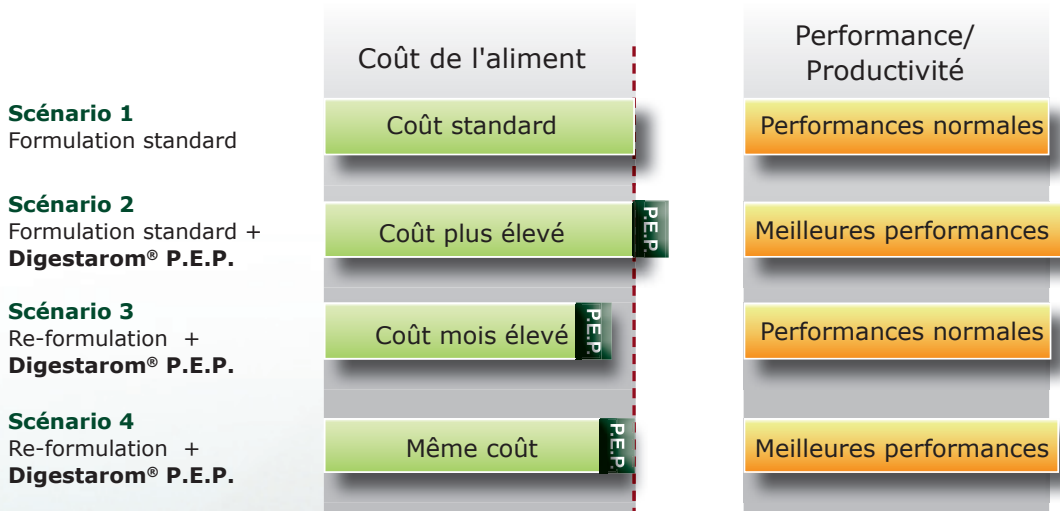 Coût de l'aliment
Performance/
Productivité
Scénario 1
Formulation standard
Coût standard
Performances normales
Scénario 2
Formulation standard +
Digestarom® P.E.P.
Coût plus élevé
P.E.P.
Meilleures performances
Scénario 3
Re-formulation +
Digestarom® P.E.P.
Coût mois élevé
P.E.P.
Performances normales
Scénario 4
Re-formulation +
Digestarom® P.E.P.
Même coût
P.E.P.
Meilleures performances